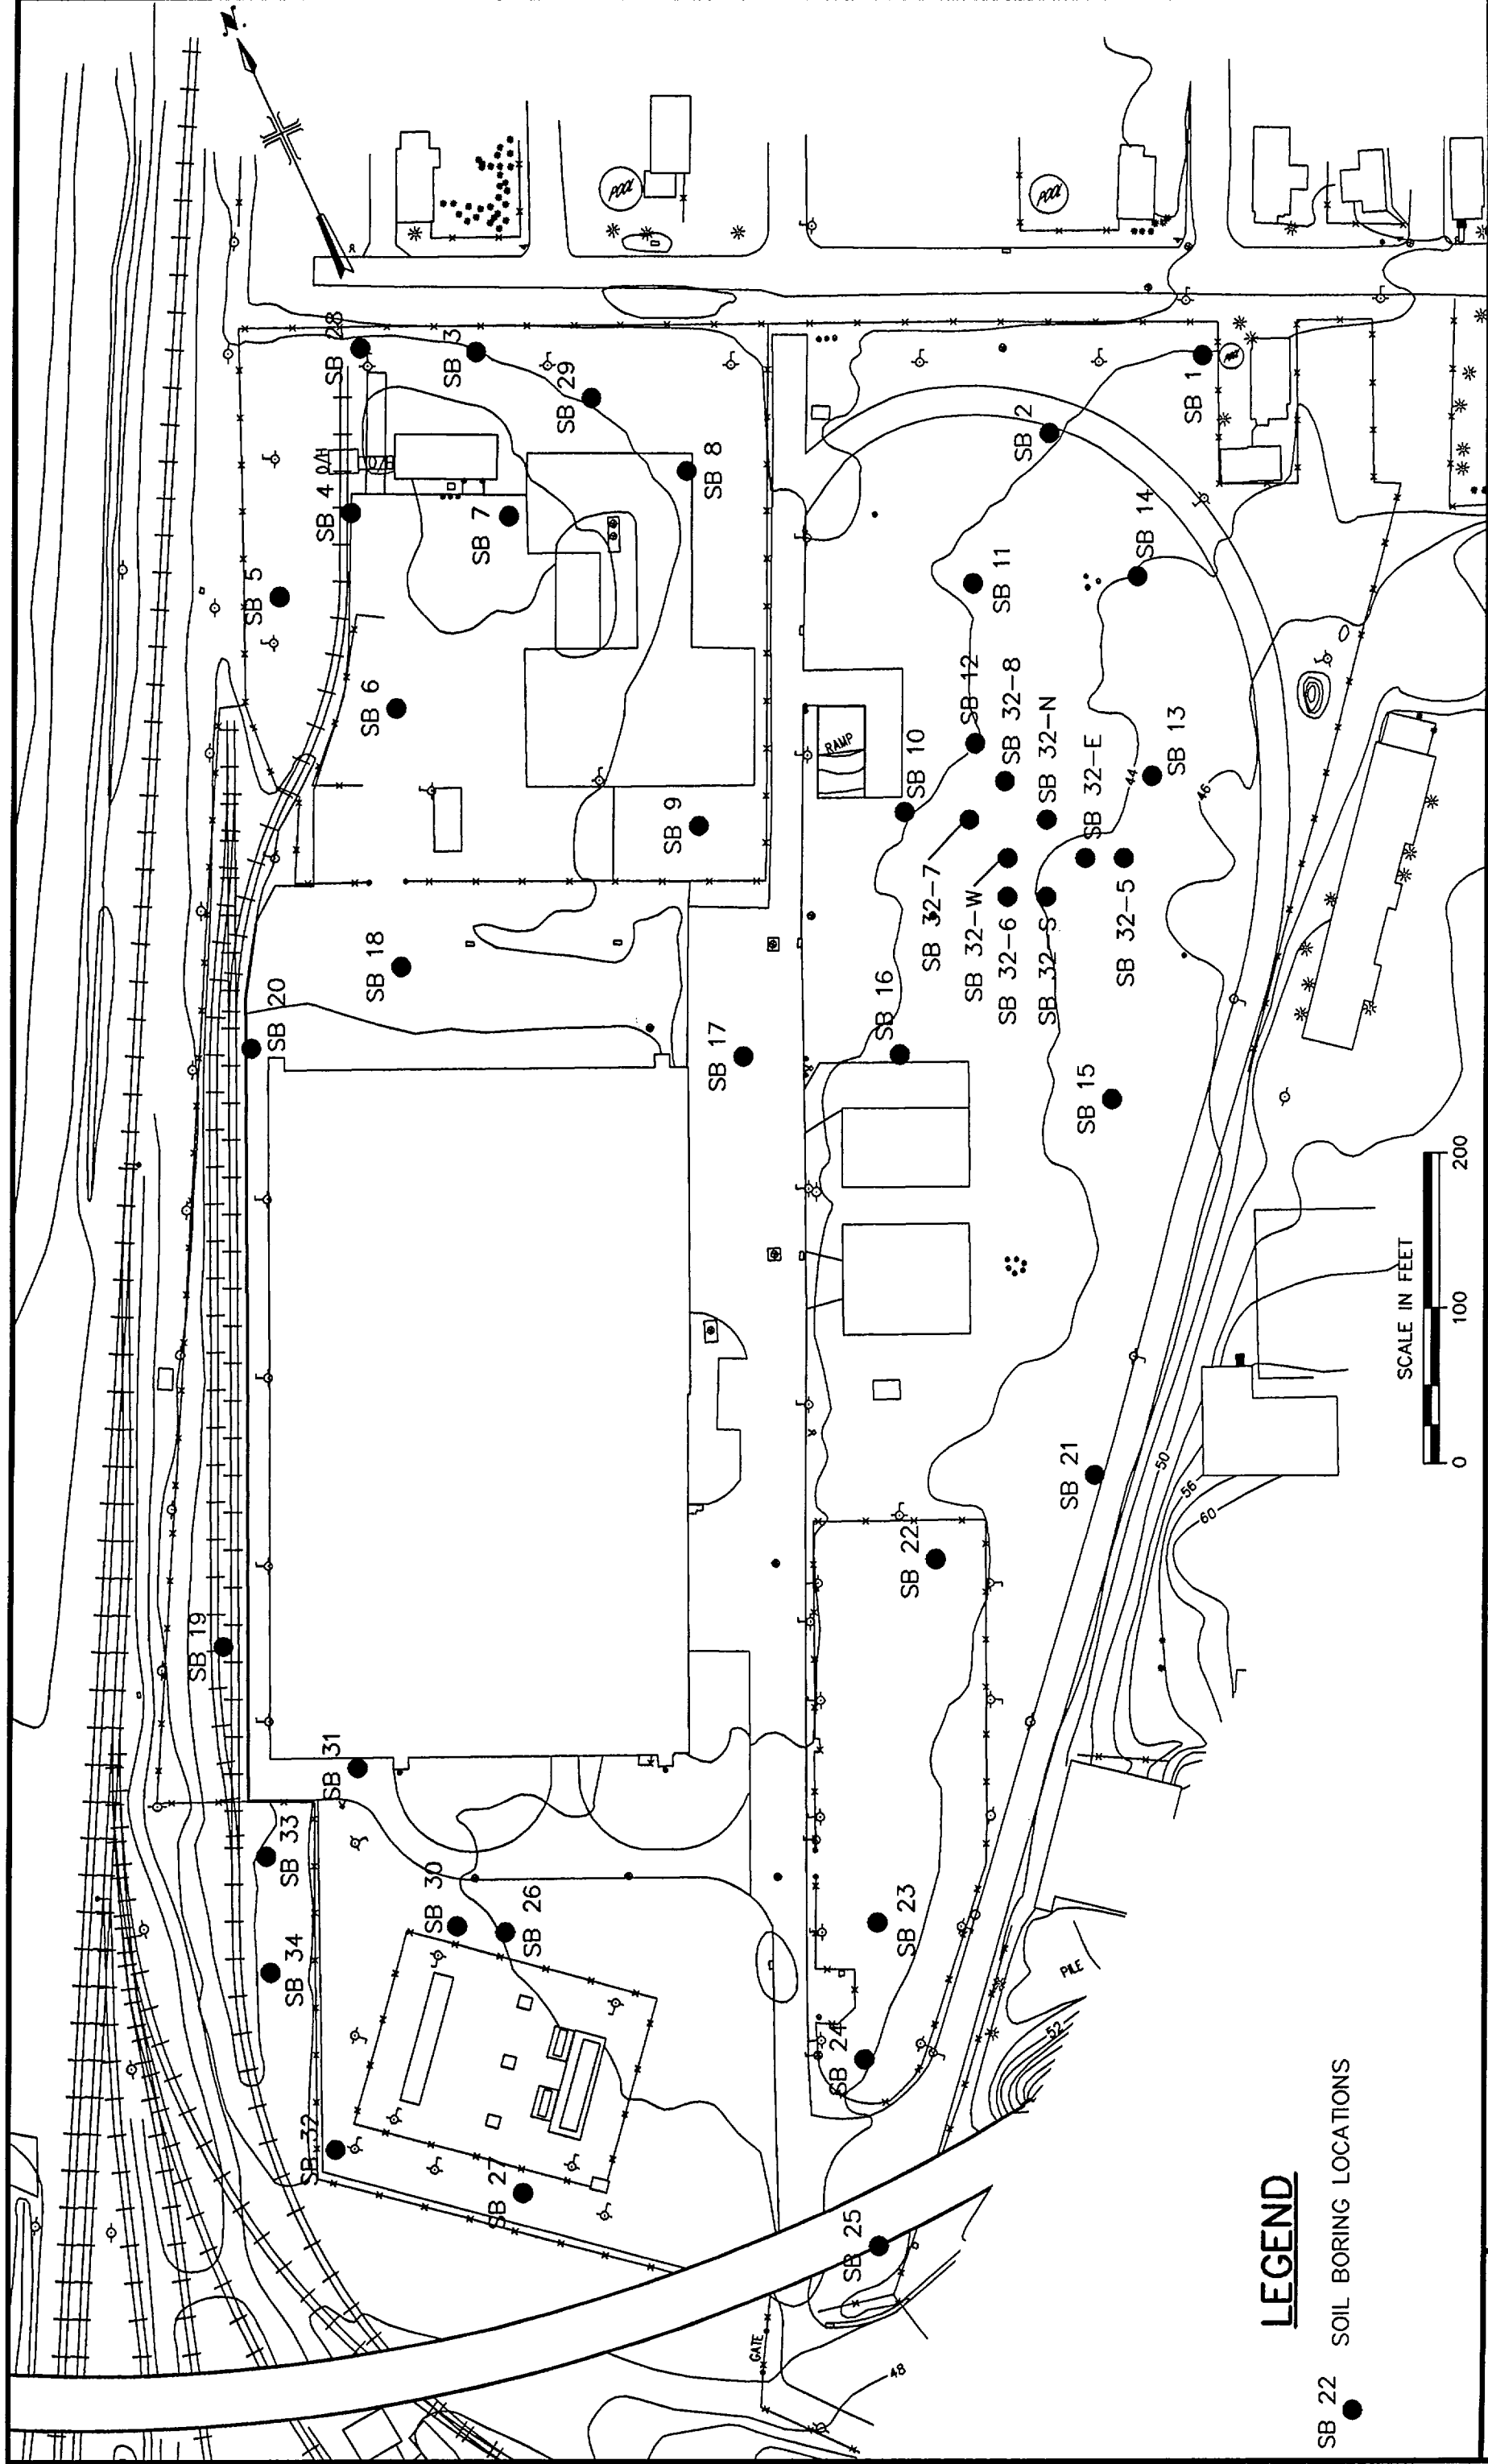 N
SB 28
SB 3
SB 29
SB 8
SB 4
O/H
O/H
SB 7
SB 5
SB 6
SB 9
SB 18
SB 20
SB 17
SB 19
SB 31
SB 33
SB 34
SB 30
SB 26
SB 32
SB 27
SB 25
SB 24
SB 23
SB 22
SB 21
SB 15
SB 16
SB 10
SB 12
SB 11
SB 14
SB 13
SB 2
SB 1
SB 32-8
SB 32-N
SB 32-E
SB 32-7
SB 32-W
SB 32-6
SB 32-S
SB 32-5
RAMP
POOL
POOL
POOL
44
46
50
56
60
52
48
PILE
GATE
SCALE IN FEET
0 100 200
LEGEND
SB 22 SOIL BORING LOCATIONS